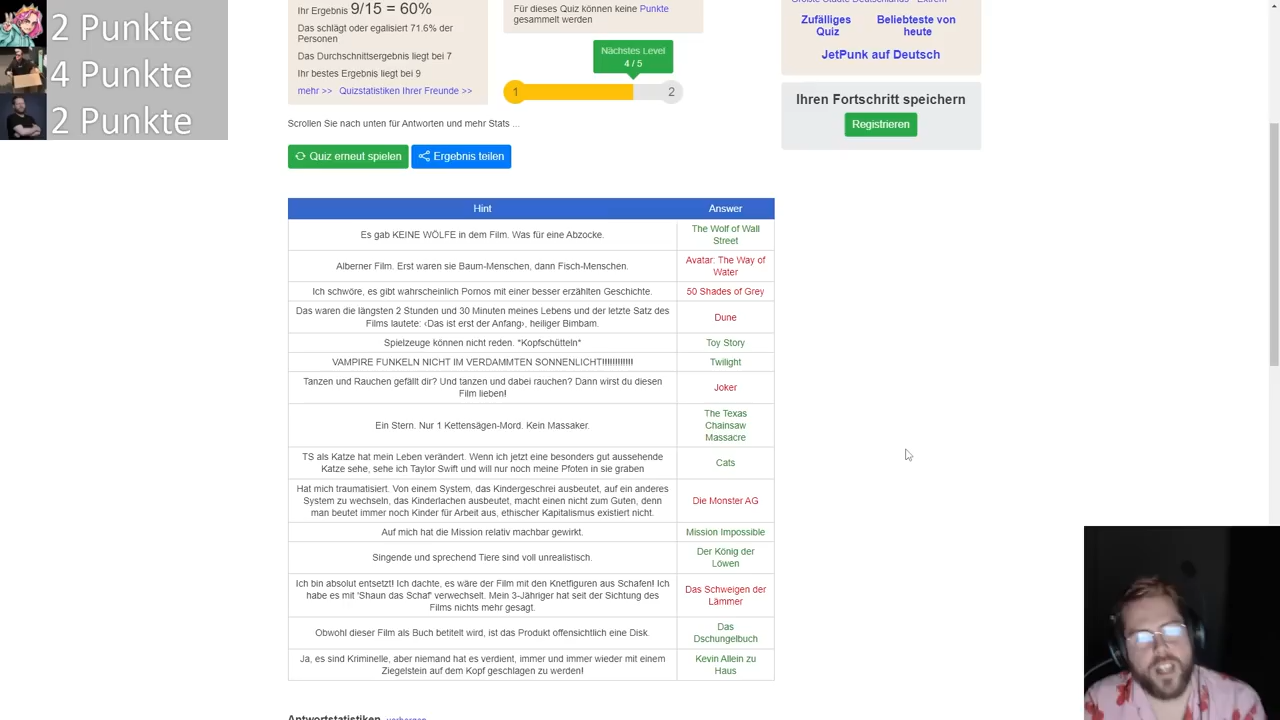 2 Punkte
4 Punkte
2 Punkte
Ihr Ergebnis 9/15 = 60%
Das schlägt oder egalisiert 71.6% der
Personen
Das Durchschnittsergebnis liegt bei 7
Ihr bestes Ergebnis liegt bei 9
mehr >> Quizstatistiken Ihrer Freunde >>
Für dieses Quiz können keine Punkte
gesammelt werden
Nächstes Level
4 / 5
1
2
Scrollen Sie nach unten für Antworten und mehr Stats ...
Quiz erneut spielen
Ergebnis teilen
Größte Städte Deutschlands - Extrem
Zufälliges
Quiz
Beliebteste von
heute
JetPunk auf Deutsch
Ihren Fortschritt speichern
Registrieren
Hint
Answer
Es gab KEINE WÖLFE in dem Film. Was für eine Abzocke.
The Wolf of Wall
Street
Alberner Film. Erst waren sie Baum-Menschen, dann Fisch-Menschen.
Avatar: The Way of
Water
Ich schwöre, es gibt wahrscheinlich Pornos mit einer besser erzählten Geschichte.
50 Shades of Grey
Das waren die längsten 2 Stunden und 30 Minuten meines Lebens und der letzte Satz des
Films lautete: ‹Das ist erst der Anfang›, heiliger Bimbam.
Dune
Spielzeuge können nicht reden. *Kopfschütteln*
Toy Story
VAMPIRE FUNKELN NICHT IM VERDAMMTEN SONNENLICHT!!!!!!!!!!!!
Twilight
Tanzen und Rauchen gefällt dir? Und tanzen und dabei rauchen? Dann wirst du diesen
Film lieben!
Joker
Ein Stern. Nur 1 Kettensägen-Mord. Kein Massaker.
The Texas
Chainsaw
Massacre
TS als Katze hat mein Leben verändert. Wenn ich jetzt eine besonders gut aussehende
Katze sehe, sehe ich Taylor Swift und will nur noch meine Pfoten in sie graben
Cats
Hat mich traumatisiert. Von einem System, das Kindergeschrei ausbeutet, auf ein anderes
System zu wechseln, das Kinderlachen ausbeutet, macht einen nicht zum Guten, denn
man beutet immer noch Kinder für Arbeit aus, ethischer Kapitalismus existiert nicht.
Die Monster AG
Auf mich hat die Mission relativ machbar gewirkt.
Mission Impossible
Singende und sprechend Tiere sind voll unrealistisch.
Der König der
Löwen
Ich bin absolut entsetzt! Ich dachte, es wäre der Film mit den Knetfiguren aus Schafen! Ich
habe es mit 'Shaun das Schaf' verwechselt. Mein 3-Jähriger hat seit der Sichtung des
Films nichts mehr gesagt.
Das Schweigen der
Lämmer
Obwohl dieser Film als Buch betitelt wird, ist das Produkt offensichtlich eine Disk.
Das
Dschungelbuch
Ja, es sind Kriminelle, aber niemand hat es verdient, immer und immer wieder mit einem
Ziegelstein auf dem Kopf geschlagen zu werden!
Kevin Allein zu
Haus
Antwortstatistiken verbergen